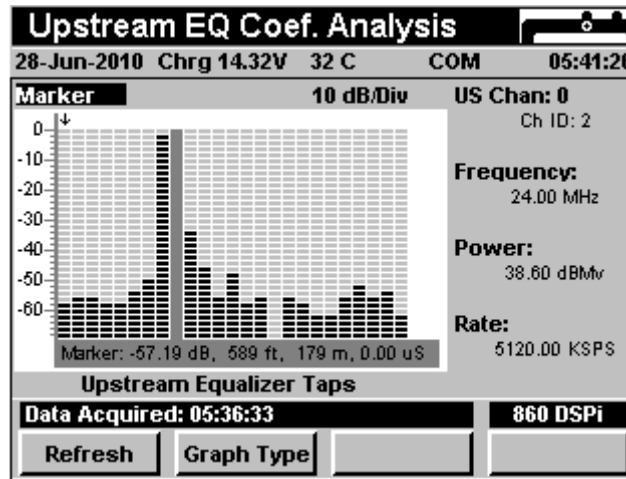 Upstream EQ Coef. Analysis
28-Jun-2010 Chrg 14.32V 32 C COM 05:41:26
Marker 10 dB/Div
US Chan: 0
Ch ID: 2
0
-10
-20
-30
-40
-50
-60
Frequency:
24.00 MHz
Power:
38.60 dBMv
Rate:
5120.00 KSPS
Marker: -57.19 dB, 589 ft, 179 m, 0.00 uS
Upstream Equalizer Taps
Data Acquired: 05:36:33
860 DSPi
Refresh
Graph Type